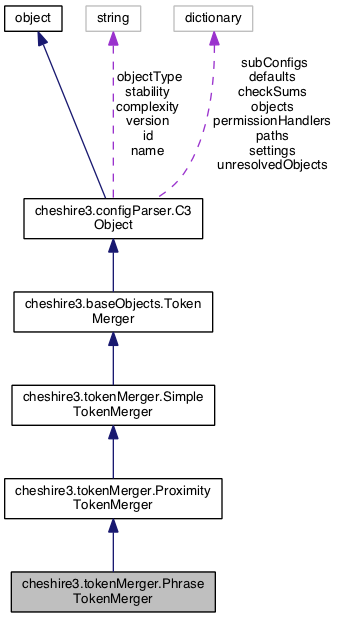 object
string
dictionary
objectType
stability
complexity
version
id
name
subConfigs
defaults
checkSums
objects
permissionHandlers
paths
settings
unresolvedObjects
cheshire3.configParser.C3
Object
cheshire3.baseObjects.Token
Merger
cheshire3.tokenMerger.Simple
TokenMerger
cheshire3.tokenMerger.Proximity
TokenMerger
cheshire3.tokenMerger.Phrase
TokenMerger